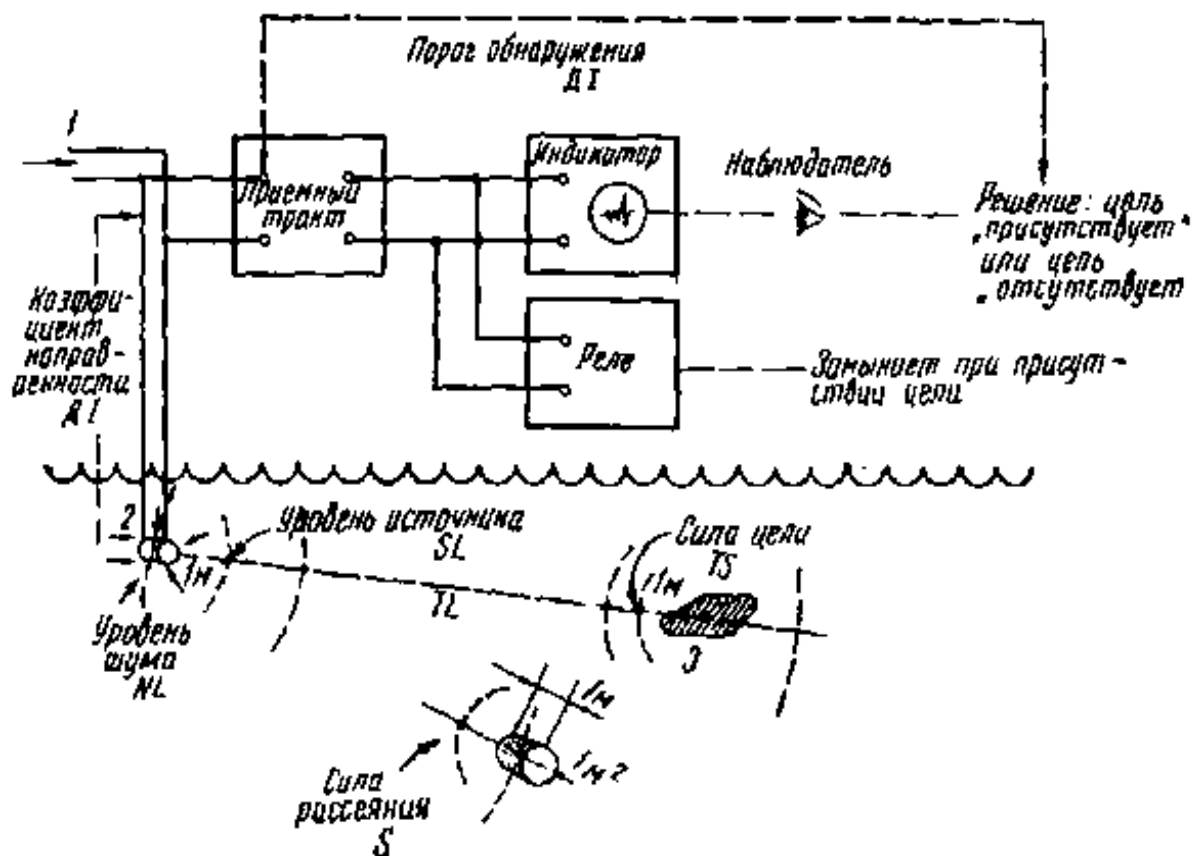 Порог обнаружения
ДІ
1
Приемный
тракт
Индикатор
Наблюдатель
Решение: цель
„присутствует“
или цель
„отсутствует
Коэффи-
циент
направ-
ленности
ДІ
Реле
Замыкает при присут-
ствии цели
2
1м
Уровень источника
SL
Сила цели
TS
1м
TL
3
Уровень
шума
NL
1м
1м²
Сила
рассеяния
S